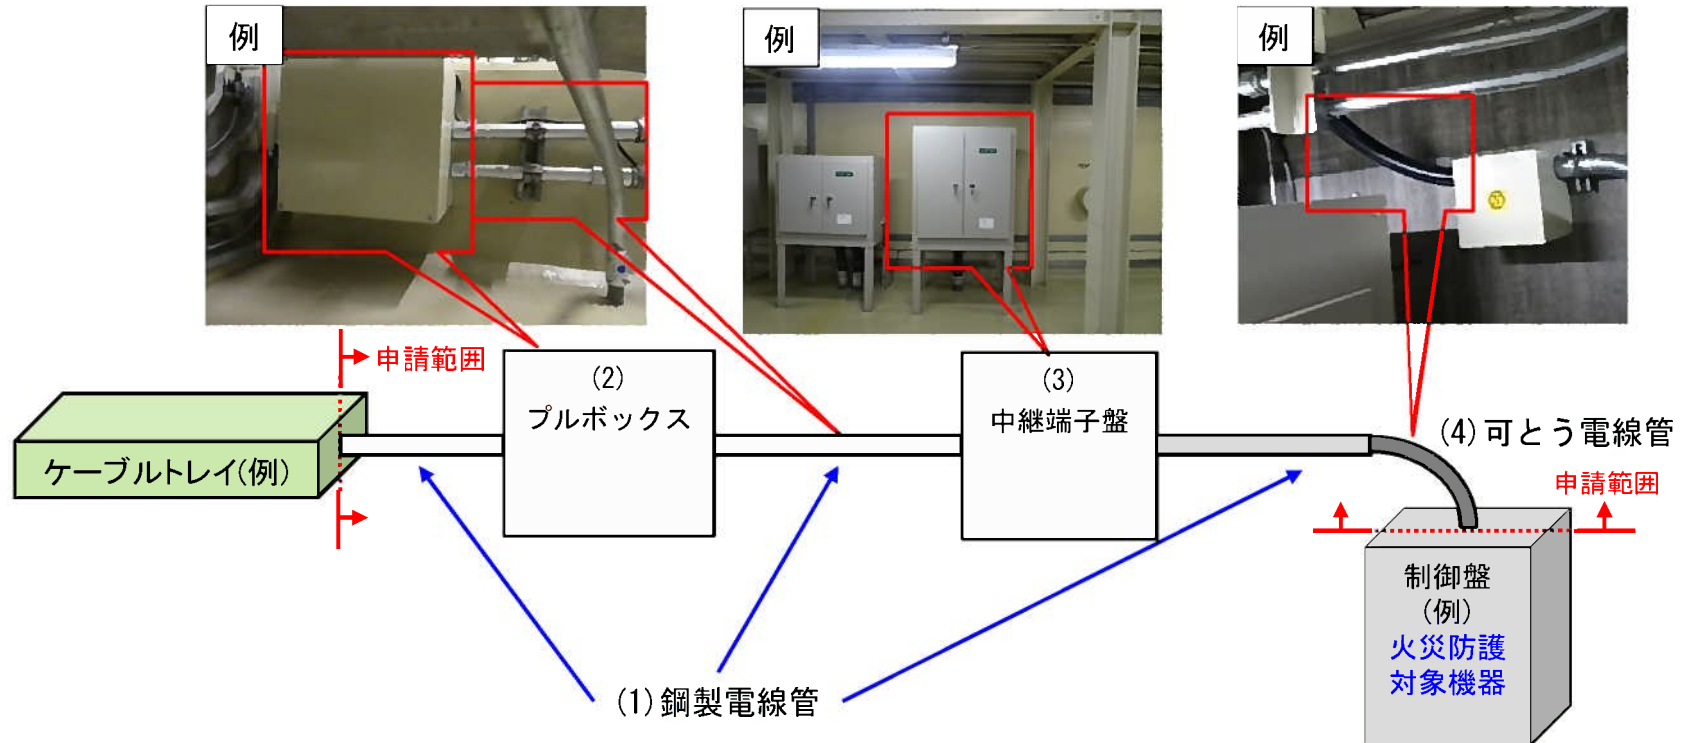 例
例
例
申請範囲
(2)
プルボックス
(3)
中継端子盤
(4)可とう電線管
ケーブルトレイ(例)
申請範囲
制御盤
(例)
火災防護
対象機器
(1)鋼製電線管